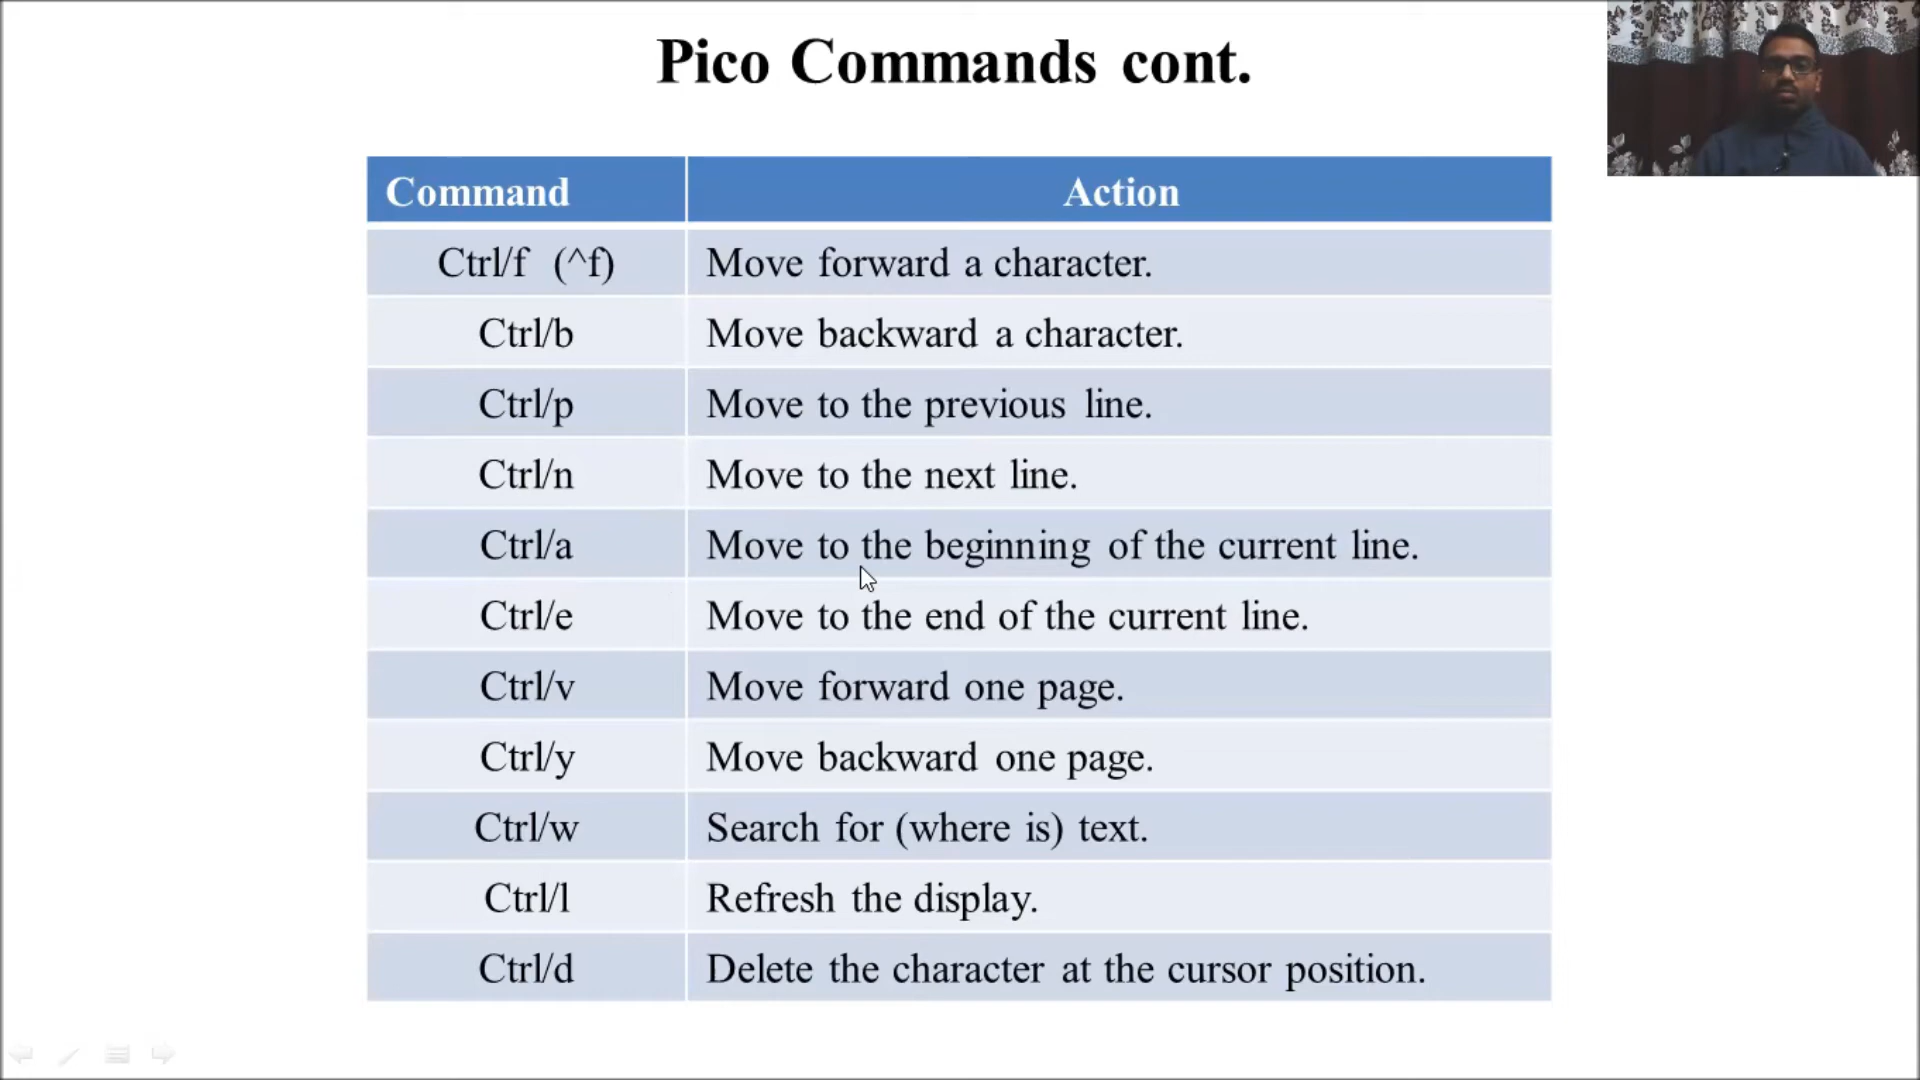 Pico Commands cont.
Command Action
Ctrl/f (^f) Move forward a character.
Ctrl/b Move backward a character.
Ctrl/p Move to the previous line.
Ctrl/n Move to the next line.
Ctrl/a Move to the beginning of the current line.
Ctrl/e Move to the end of the current line.
Ctrl/v Move forward one page.
Ctrl/y Move backward one page.
Ctrl/w Search for (where is) text.
Ctrl/l Refresh the display.
Ctrl/d Delete the character at the cursor position.